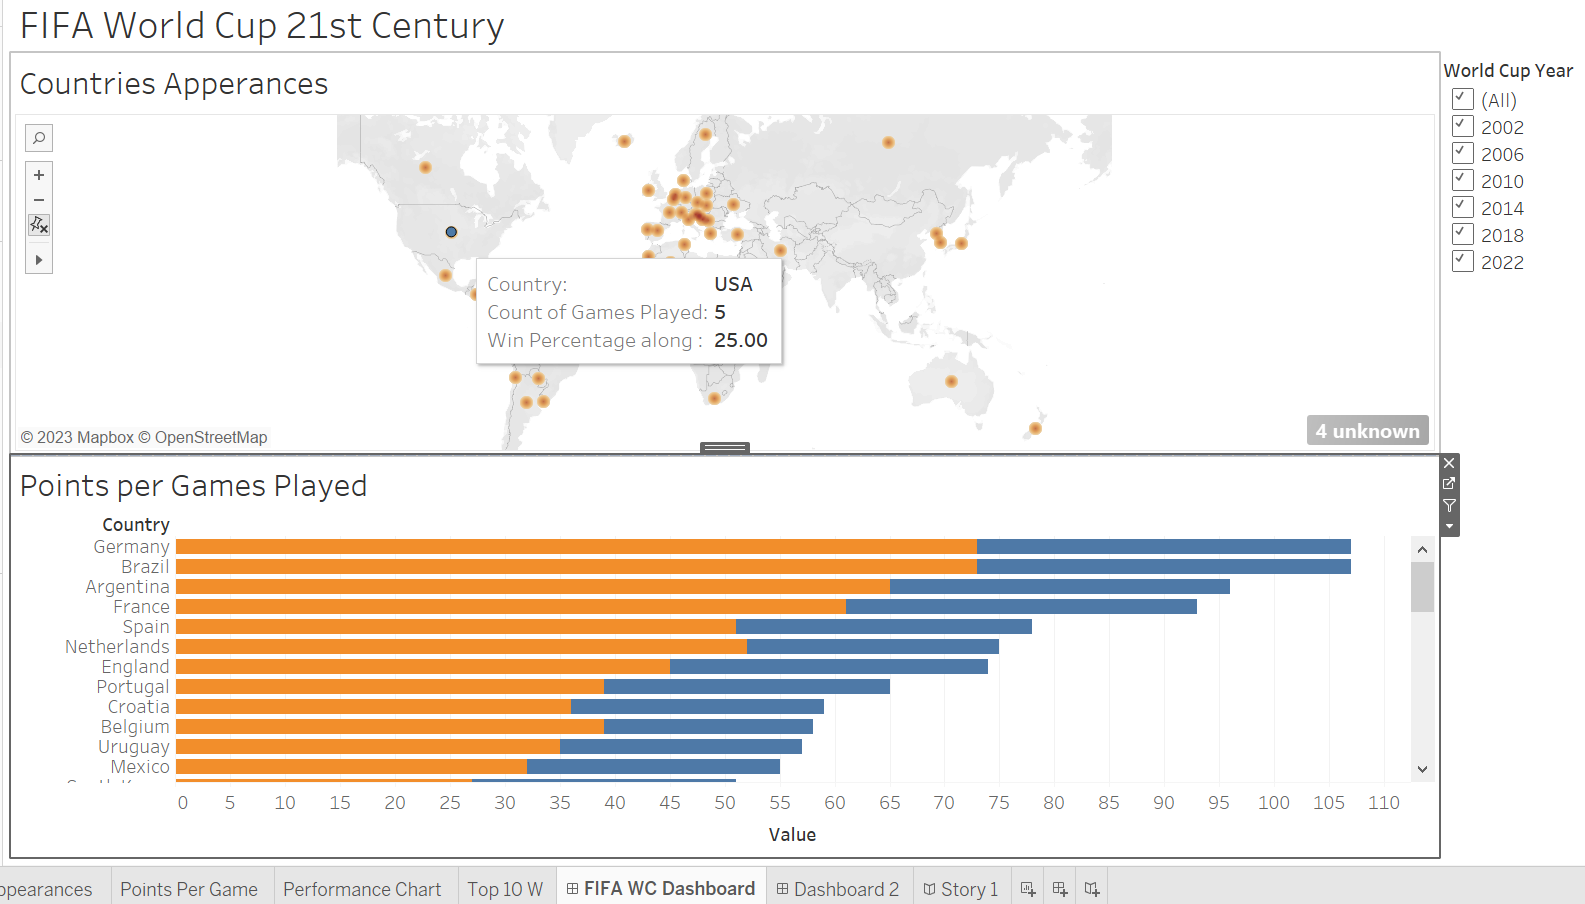 FIFA World Cup 21st Century
Countries Apperances
World Cup Year
(All)
2002
2006
2010
2014
2018
2022
Country: USA
Count of Games Played: 5
Win Percentage along : 25.00
© 2023 Mapbox © OpenStreetMap
4 unknown
Points per Games Played
Country
Germany
Brazil
Argentina
France
Spain
Netherlands
England
Portugal
Croatia
Belgium
Uruguay
Mexico
0 5 10 15 20 25 30 35 40 45 50 55 60 65 70 75 80 85 90 95 100 105 110
Value
ppearances Points Per Game Performance Chart Top 10 W FIFA WC Dashboard Dashboard 2 Story 1